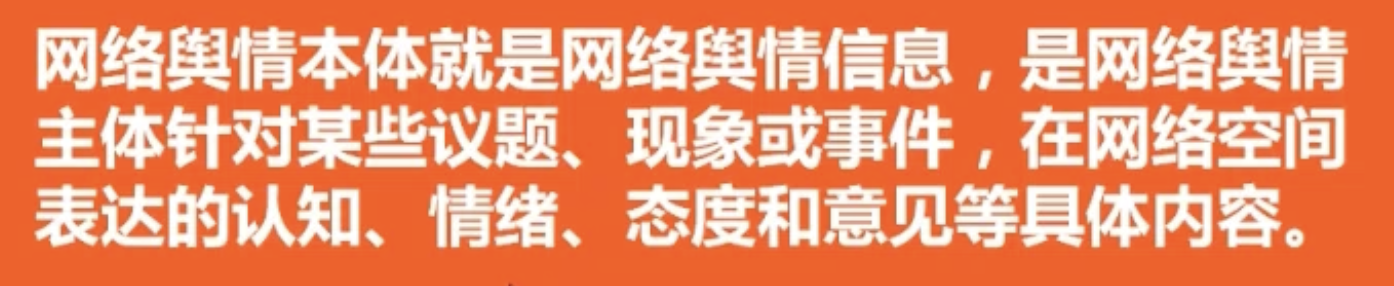 网络舆情本体就是网络舆情信息，是网络舆情
主体针对某些议题、现象或事件，在网络空间
表达的认知、情绪、态度和意见等具体内容。